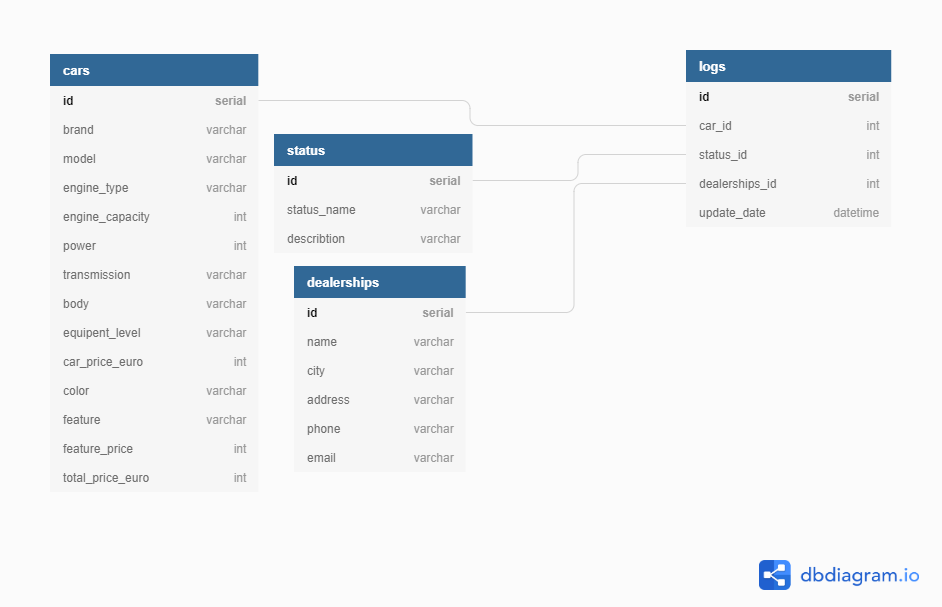 cars
id serial
brand varchar
model varchar
engine_type varchar
engine_capacity int
power int
transmission varchar
body varchar
equipent_level varchar
car_price_euro int
color varchar
feature varchar
feature_price int
total_price_euro int
status
id serial
status_name varchar
describtion varchar
dealerships
id serial
name varchar
city varchar
address varchar
phone varchar
email varchar
logs
id serial
car_id int
status_id int
dealerships_id int
update_date datetime
dbdiagram.io